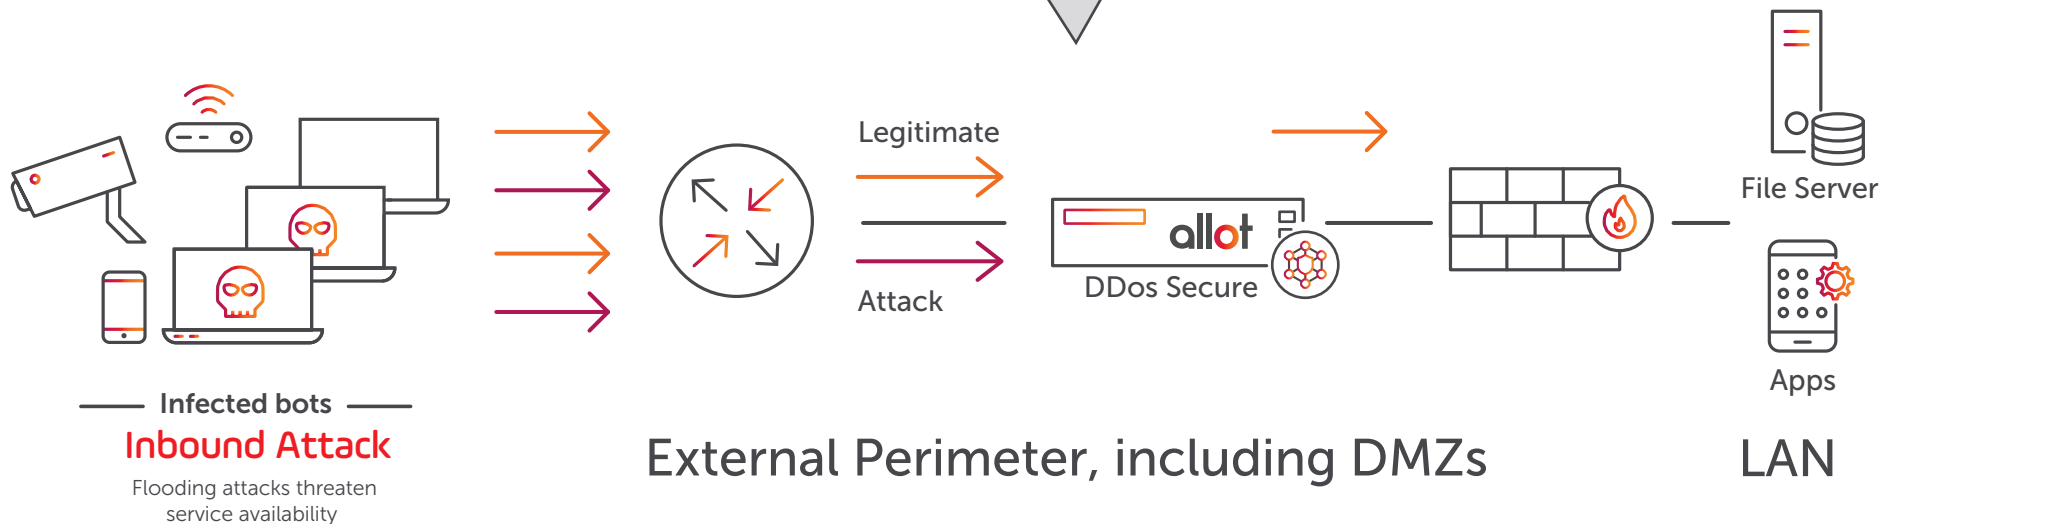 Infected bots
Inbound Attack
Flooding attacks threaten
service availability
Legitimate
Attack
allot
DDos Secure
External Perimeter, including DMZs
File Server
Apps
LAN